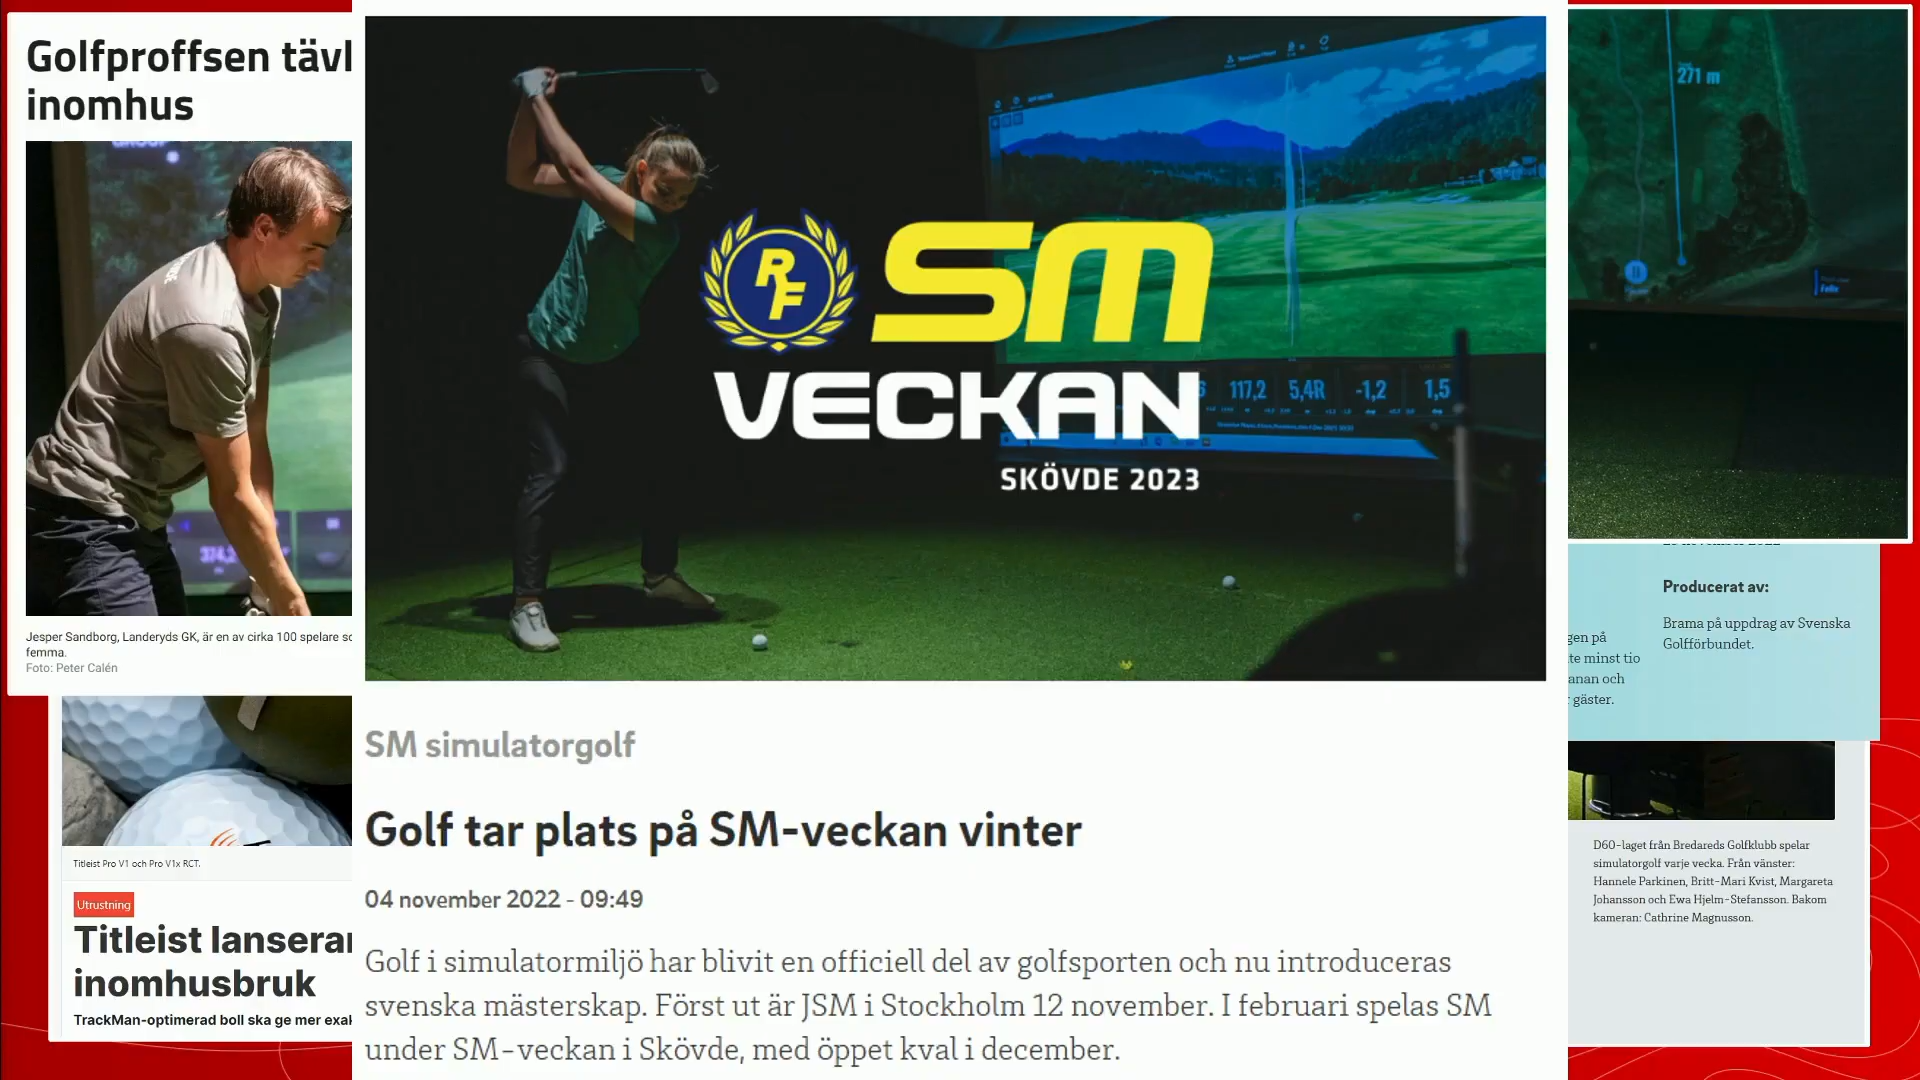 Golfproffsen tävl
inomhus
Jesper Sandborg, Landeryds GK, är en av cirka 100 spelare so
femma.
Foto: Peter Calén
Titleist Pro V1 och Pro V1x RCT.
Utrustning
Titleist lanserar
inomhusbruk
TrackMan-optimerad boll ska ge mer exak
RF
SM
VECKAN
SKÖVDE 2023
117,2 5,4R -1,2 1,5
SM simulatorgolf
Golf tar plats på SM-veckan vinter
04 november 2022 - 09:49
Golf i simulatormiljö har blivit en officiell del av golfsporten och nu introduceras
svenska mästerskap. Först ut är JSM i Stockholm 12 november. I februari spelas SM
under SM-veckan i Skövde, med öppet kval i december.
271 m
Producerat av:
Brama på uppdrag av Svenska
Golfförbundet.
gen på
te minst tio
anan och
gäster.
D60-laget från Bredareds Golfklubb spelar
simulatorgolf varje vecka. Från vänster:
Hannele Parkinen, Britt-Mari Kvist, Margareta
Johansson och Ewa Hjelm-Stefansson. Bakom
kameran: Cathrine Magnusson.